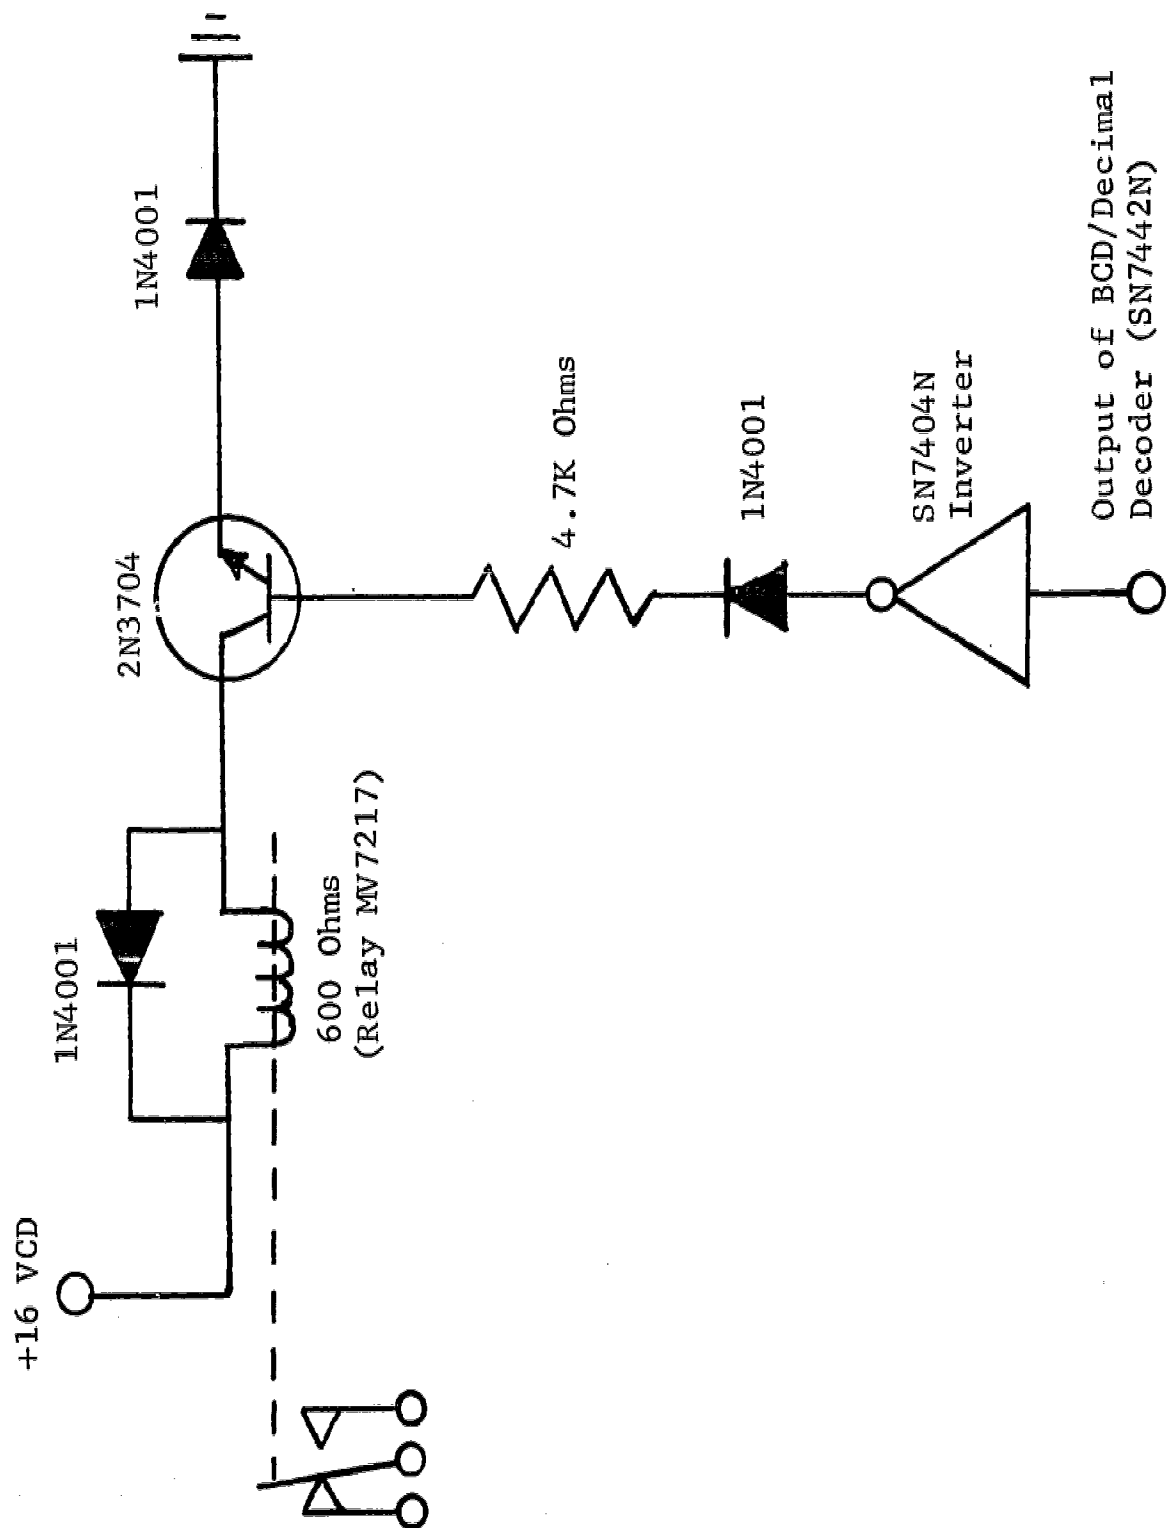 +16 VCD
1N4001
600 Ohms
(Relay MV7217)
2N3704
1N4001
4.7K Ohms
1N4001
SN7404N
Inverter
Output of BCD/Decimal
Decoder (SN7442N)